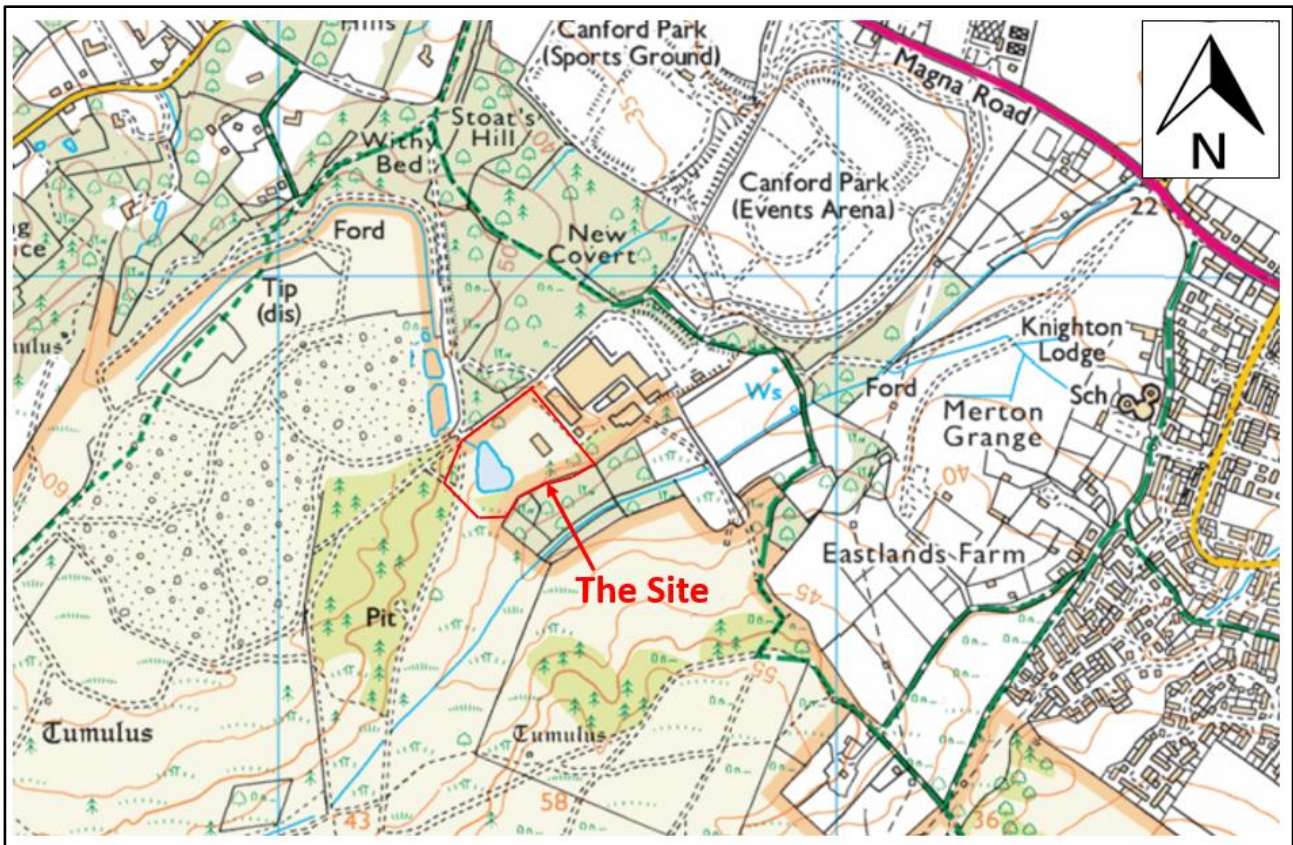 Hills
Canford Park
(Sports Ground)
35
Magna Road
N
Stoat's
Hill
40
Withy
Bed
Canford Park
(Events Arena)
22
Ford
New
Covert
50
Tip
(dis)
Knighton
Lodge
Ws
Ford
Sch
Merton
Grange
60
40
Eastlands Farm
The Site
45
Pit
55
Tumulus
Tumulus
58
43
36